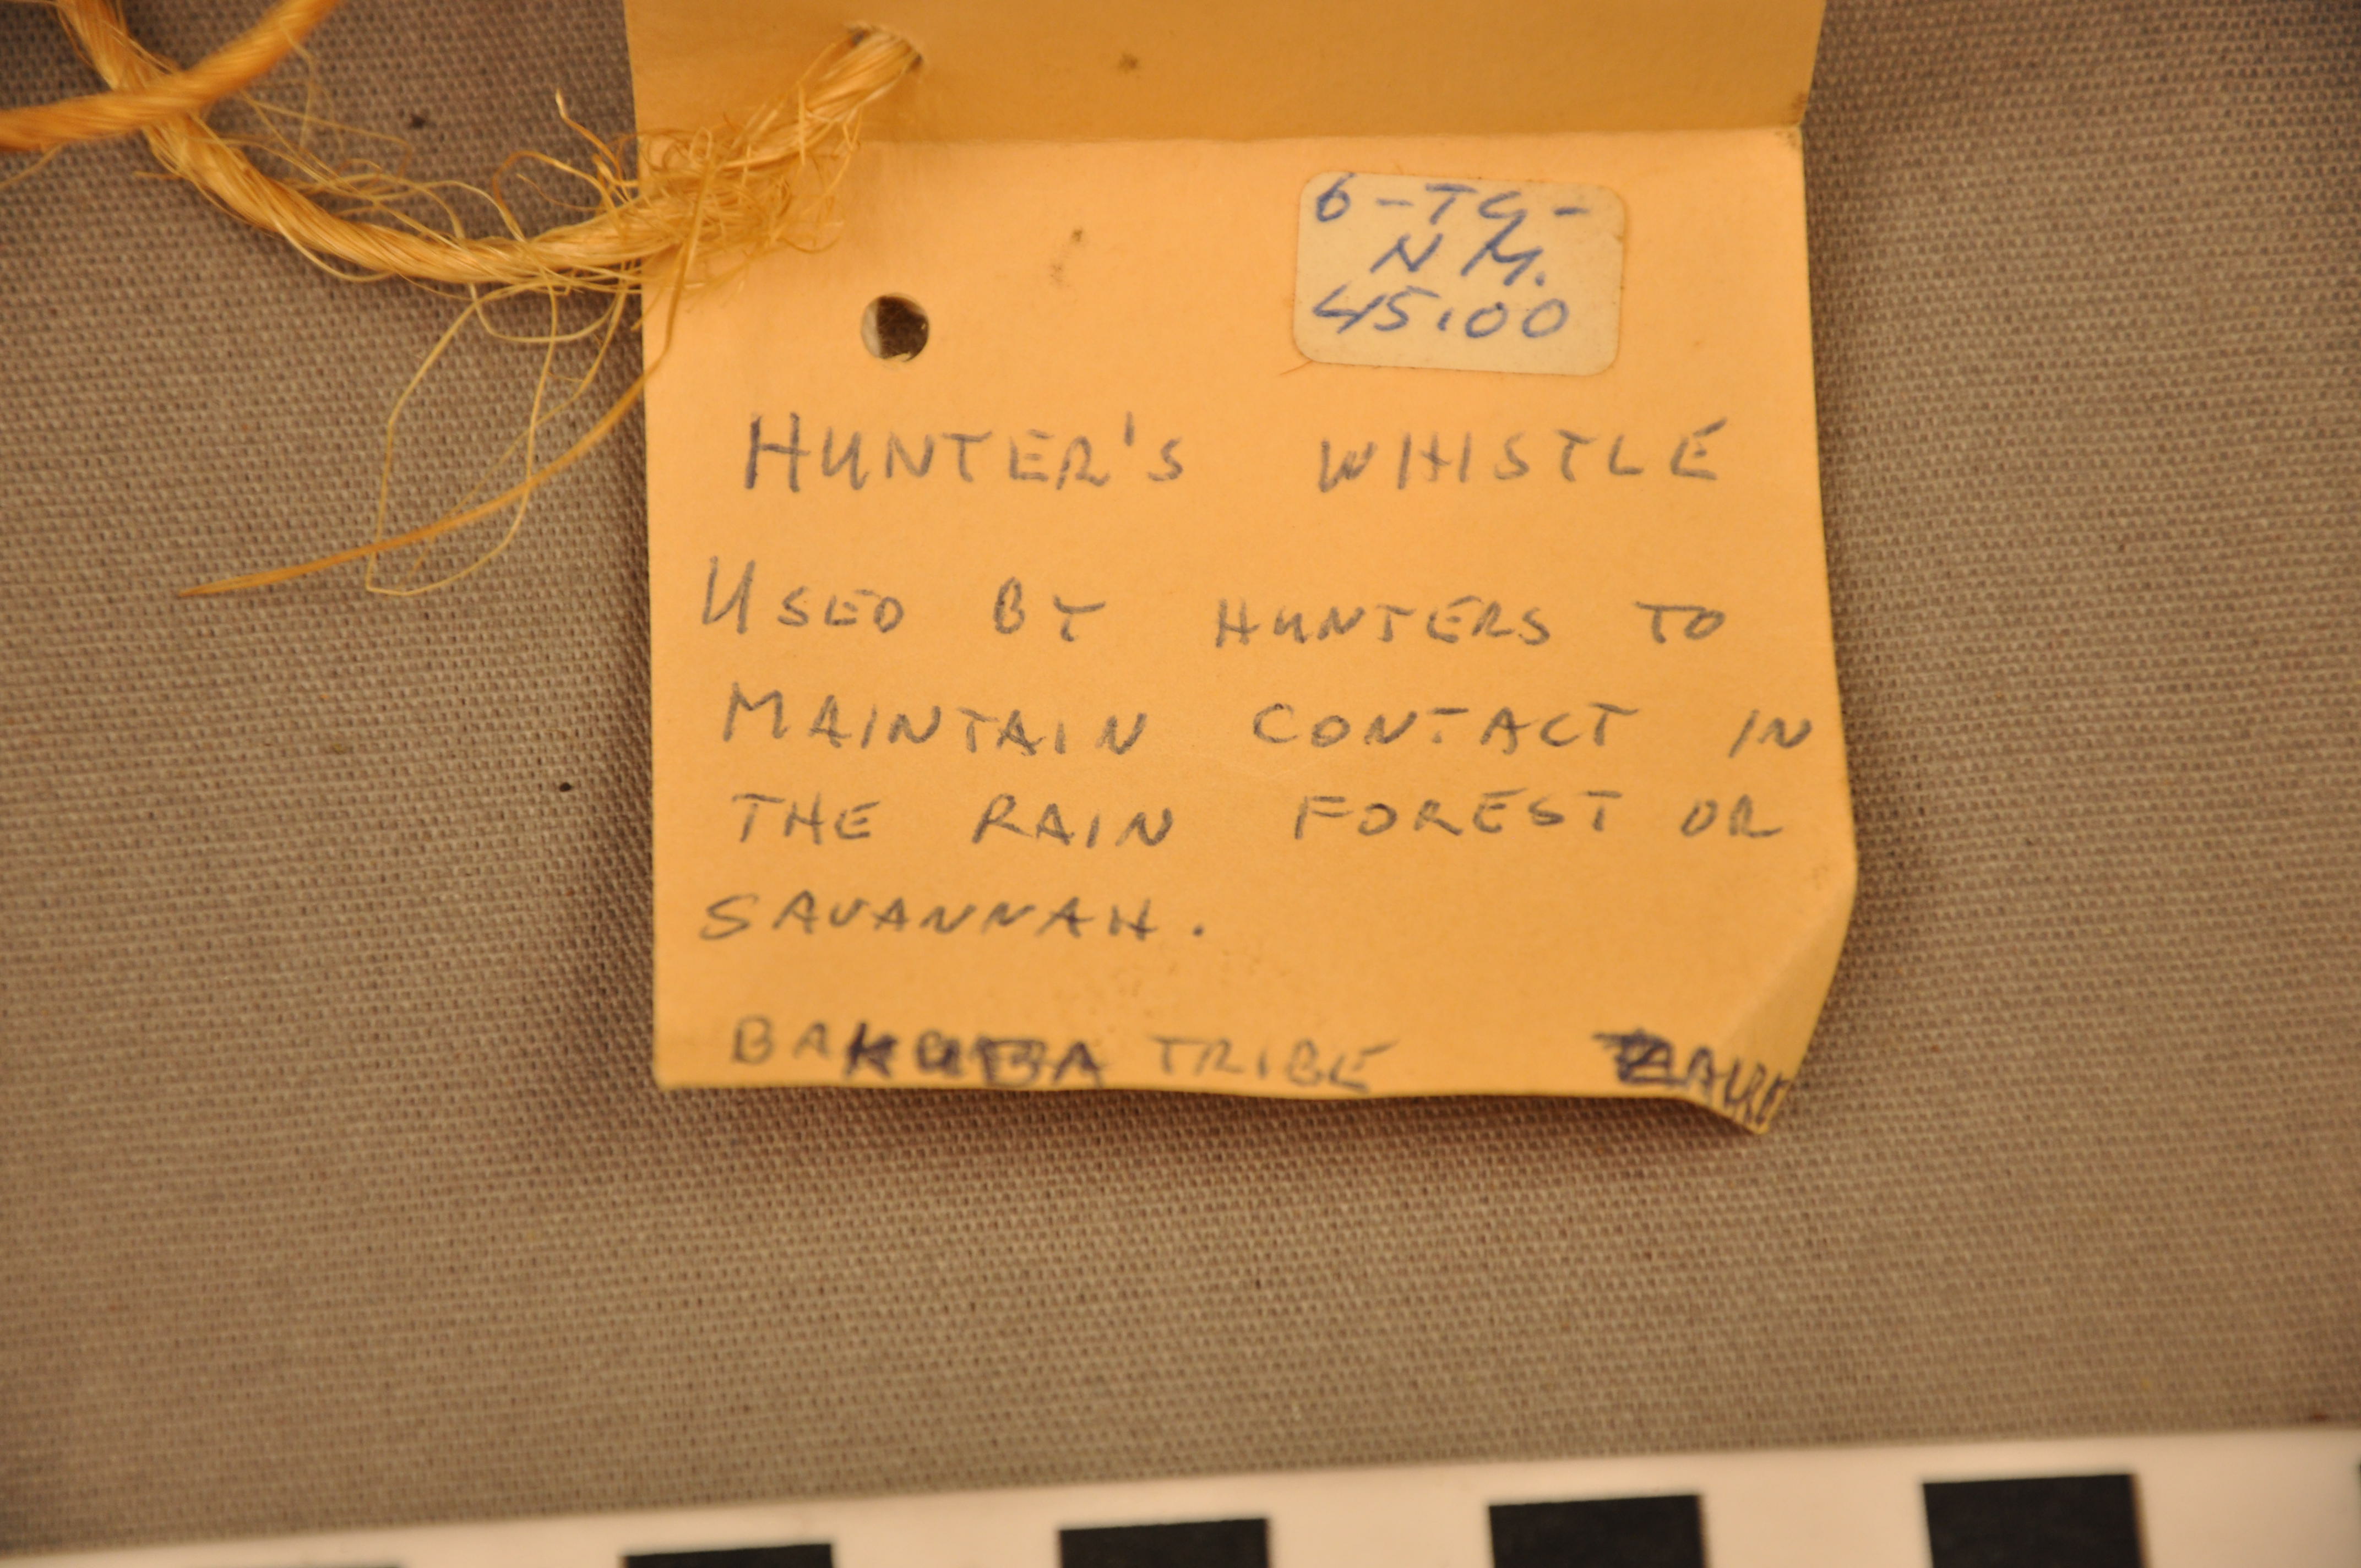 6-TG-
N M.
45.00
HUNTER'S WHISTLE
USED BY HUNTERS TO
MAINTAIN CONTACT IN
THE RAIN FOREST OR
SAVANNAH.
BAKUBA TRIBE ZAIRE